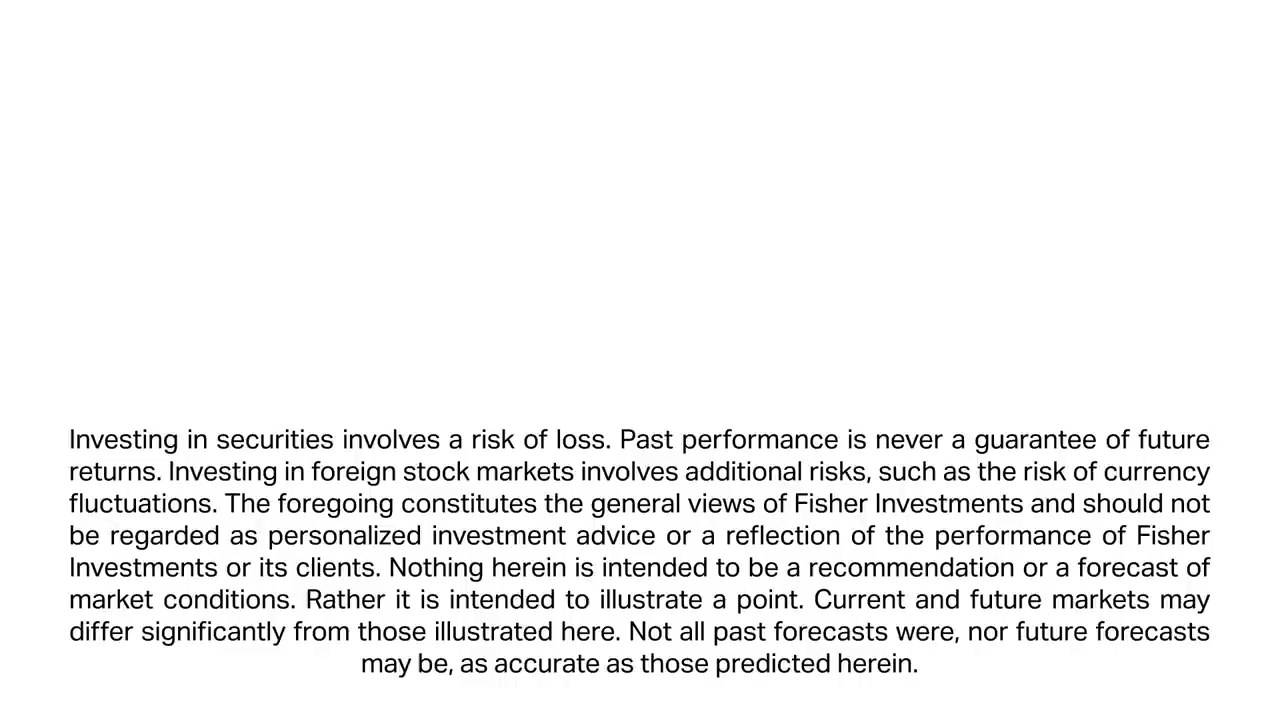 Investing in securities involves a risk of loss. Past performance is never a guarantee of future
returns. Investing in foreign stock markets involves additional risks, such as the risk of currency
fluctuations. The foregoing constitutes the general views of Fisher Investments and should not
be regarded as personalized investment advice or a reflection of the performance of Fisher
Investments or its clients. Nothing herein is intended to be a recommendation or a forecast of
market conditions. Rather it is intended to illustrate a point. Current and future markets may
differ significantly from those illustrated here. Not all past forecasts were, nor future forecasts
may be, as accurate as those predicted herein.